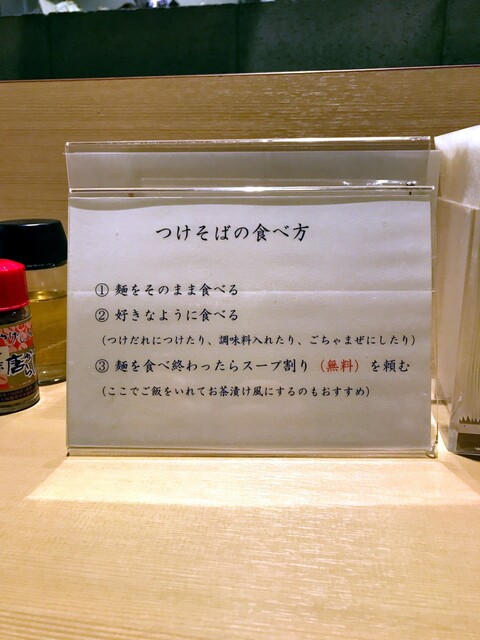 つけそばの食べ方
① 麺をそのまま食べる
② 好きなように食べる
(つけだれにつけたり、調味料入れたり、ごちゃまぜにしたり)
③ 麺を食べ終わったらスープ割り(無料)を頼む
(ここでご飯をいれてお茶漬け風にするのもおすすめ)